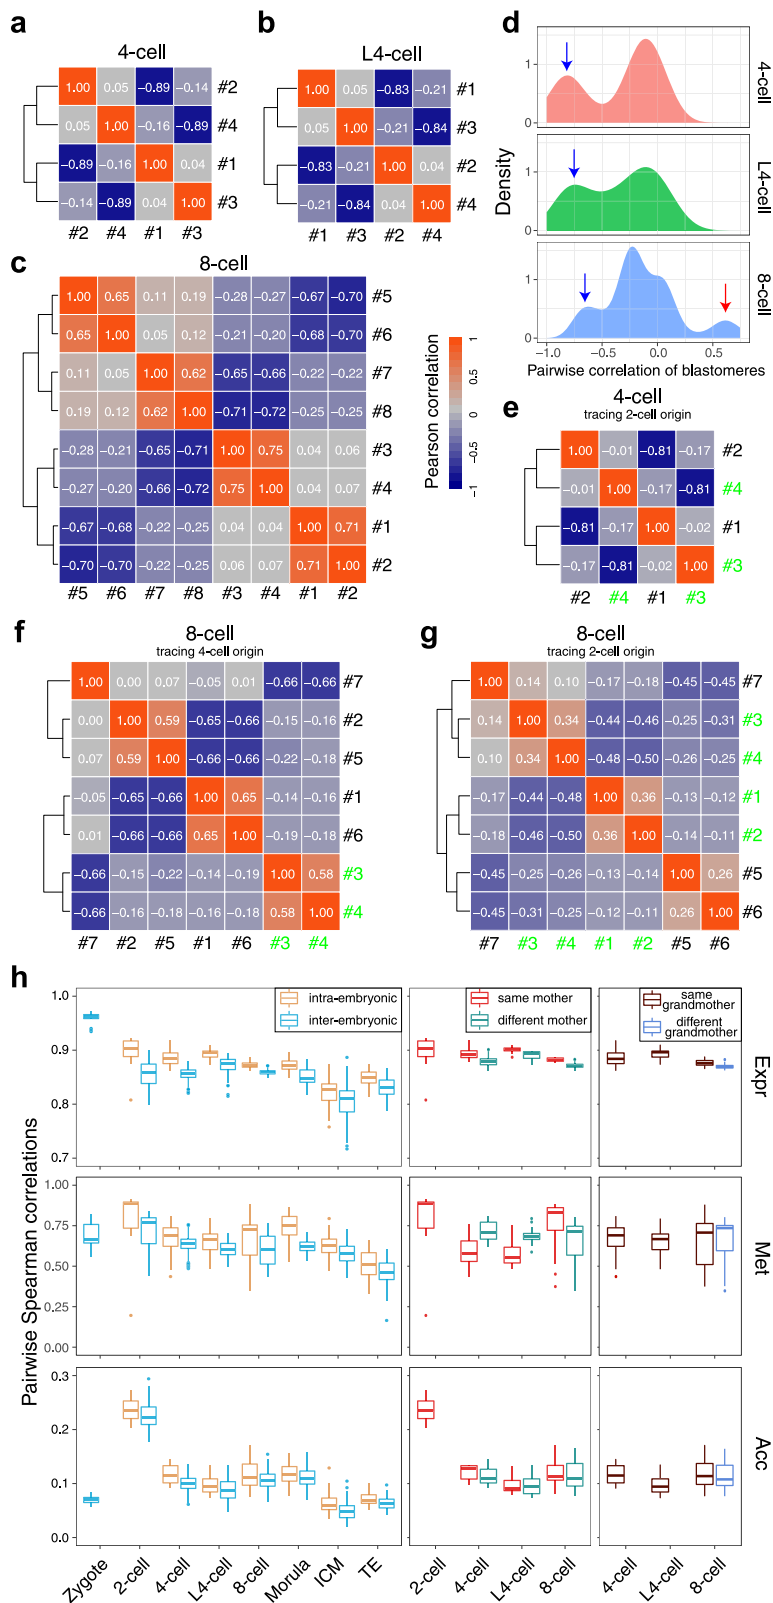 a
4-cell
1.00 0.05 −0.89 −0.14 #2
0.05 1.00 −0.16 −0.89 #4
−0.89 −0.16 1.00 0.04 #1
−0.14 −0.89 0.04 1.00 #3
#2 #4 #1 #3
b
L4-cell
1.00 0.05 −0.83 −0.21 #1
0.05 1.00 −0.21 −0.84 #3
−0.83 −0.21 1.00 0.04 #2
−0.21 −0.84 0.04 1.00 #4
#1 #3 #2 #4
c
8-cell
1.00 0.65 0.11 0.19 −0.28 −0.27 −0.67 −0.70 #5
0.65 1.00 0.05 0.12 −0.21 −0.20 −0.68 −0.70 #6
0.11 0.05 1.00 0.62 −0.65 −0.66 −0.22 −0.22 #7
0.19 0.12 0.62 1.00 −0.71 −0.72 −0.25 −0.25 #8
−0.28 −0.21 −0.65 −0.71 1.00 0.75 0.04 0.06 #3
−0.27 −0.20 −0.66 −0.72 0.75 1.00 0.04 0.07 #4
−0.67 −0.68 −0.22 −0.25 0.04 0.04 1.00 0.71 #1
−0.70 −0.70 −0.22 −0.25 0.06 0.07 0.71 1.00 #2
#5 #6 #7 #8 #3 #4 #1 #2
Pearson correlation
1
0.5
0
−0.5
−1
d
Density
1
0
4-cell
1
0
L4-cell
1
0
8-cell
−1.0 −0.5 0.0 0.5
Pairwise correlation of blastomeres
e
4-cell
tracing 2-cell origin
1.00 −0.01 −0.81 −0.17 #2
−0.01 1.00 −0.17 −0.81 #4
−0.81 −0.17 1.00 −0.02 #1
−0.17 −0.81 −0.02 1.00 #3
#2 #4 #1 #3
f
8-cell
tracing 4-cell origin
1.00 0.00 0.07 −0.05 0.01 −0.66 −0.66 #7
0.00 1.00 0.59 −0.65 −0.66 −0.15 −0.16 #2
0.07 0.59 1.00 −0.66 −0.66 −0.22 −0.18 #5
−0.05 −0.65 −0.66 1.00 0.65 −0.14 −0.16 #1
0.01 −0.66 −0.66 0.65 1.00 −0.19 −0.18 #6
−0.66 −0.15 −0.22 −0.14 −0.19 1.00 0.58 #3
−0.66 −0.16 −0.18 −0.16 −0.18 0.58 1.00 #4
#7 #2 #5 #1 #6 #3 #4
g
8-cell
tracing 2-cell origin
1.00 0.14 0.10 −0.17 −0.18 −0.45 −0.45 #7
0.14 1.00 0.34 −0.44 −0.46 −0.25 −0.31 #3
0.10 0.34 1.00 −0.48 −0.50 −0.26 −0.25 #4
−0.17 −0.44 −0.48 1.00 0.36 −0.13 −0.12 #1
−0.18 −0.46 −0.50 0.36 1.00 −0.14 −0.11 #2
−0.45 −0.25 −0.26 −0.13 −0.14 1.00 0.26 #5
−0.45 −0.31 −0.25 −0.12 −0.11 0.26 1.00 #6
#7 #3 #4 #1 #2 #5 #6
h
Pairwise Spearman correlations
intra-embryonic
inter-embryonic
same mother
different mother
same grandmother
different grandmother
1.0
0.9
0.8
0.7
Expr
1.00
0.75
0.50
0.25
0.00
Met
0.3
0.2
0.1
0.0
Acc
Zygote 2-cell 4-cell L4-cell 8-cell Morula ICM TE
2-cell 4-cell L4-cell 8-cell
4-cell L4-cell 8-cell